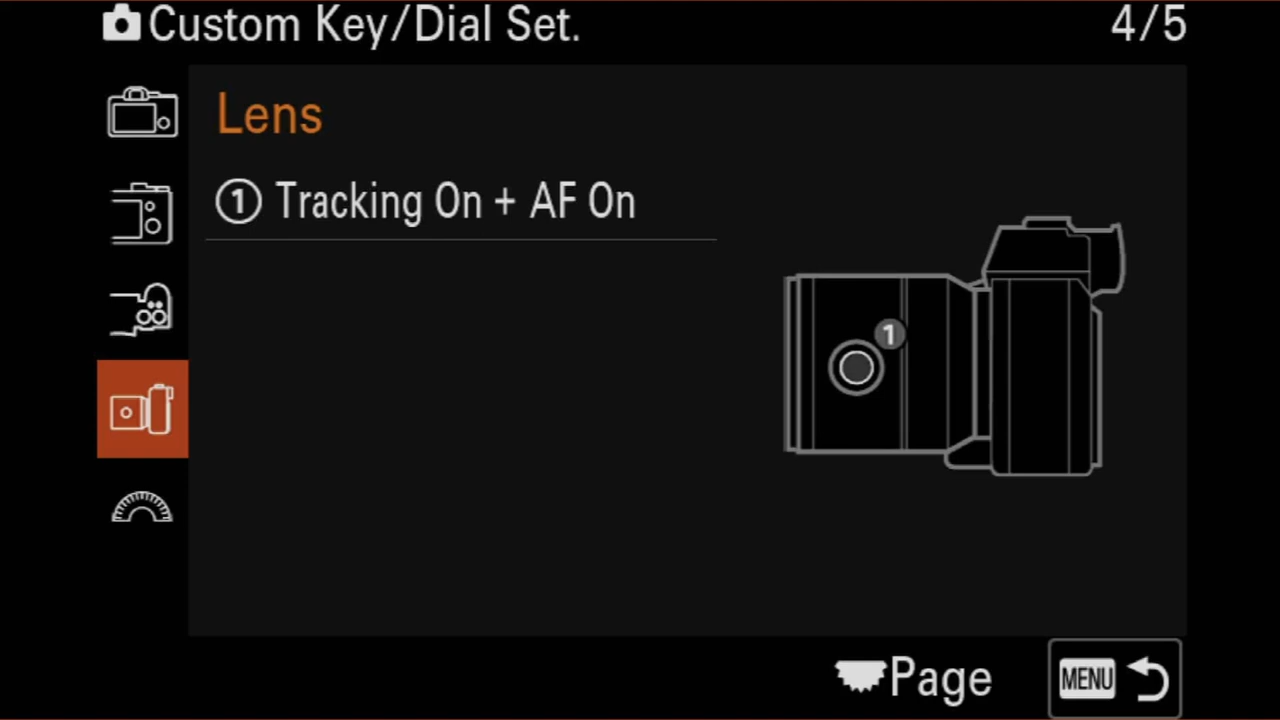 Custom Key/Dial Set. 4/5
Lens
① Tracking On + AF On
1
Page MENU